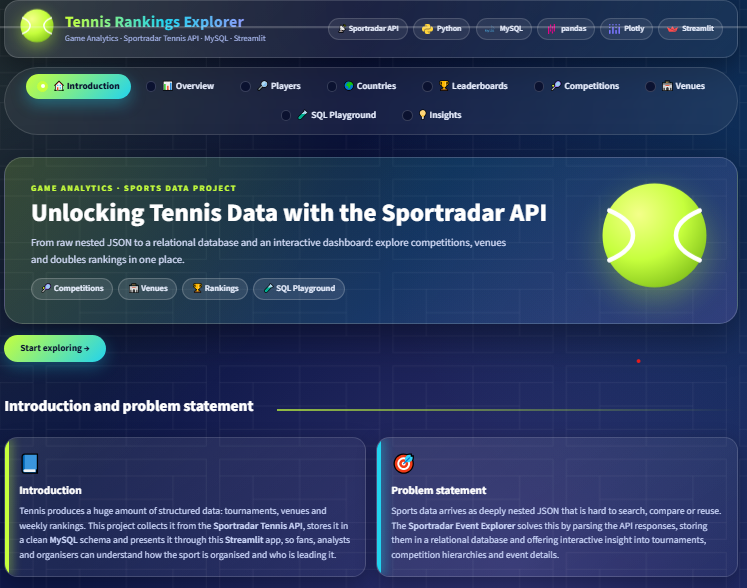 Tennis Rankings Explorer
Game Analytics · Sportradar Tennis API · MySQL · Streamlit
Sportradar API
Python
MySQL
pandas
Plotly
Streamlit
Introduction
Overview
Players
Countries
Leaderboards
Competitions
Venues
SQL Playground
Insights
GAME ANALYTICS · SPORTS DATA PROJECT
Unlocking Tennis Data with the Sportradar API
From raw nested JSON to a relational database and an interactive dashboard: explore competitions, venues
and doubles rankings in one place.
Competitions
Venues
Rankings
SQL Playground
Start exploring →
Introduction and problem statement
Introduction
Tennis produces a huge amount of structured data: tournaments, venues and
weekly rankings. This project collects it from the Sportradar Tennis API, stores it in
a clean MySQL schema and presents it through this Streamlit app, so fans, analysts
and organisers can understand how the sport is organised and who is leading it.
Problem statement
Sports data arrives as deeply nested JSON that is hard to search, compare or reuse.
The Sportradar Event Explorer solves this by parsing the API responses, storing
them in a relational database and offering interactive insight into tournaments,
competition hierarchies and event details.